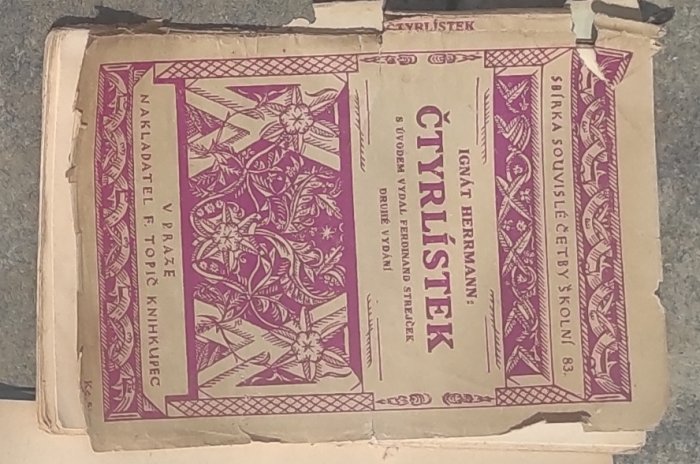 ČTYRLÍSTEK
SBÍRKA SOUVISLÉ ČETBY ŠKOLNÍ 83.
IGNÁT HERRMANN:
ČTYRLÍSTEK
S ÚVODEM VYDAL FERDINAND STREJČEK
DRUHÉ VYDÁNÍ
V PRAZE
NAKLADATEL F. TOPIČ KNIHKUPEC